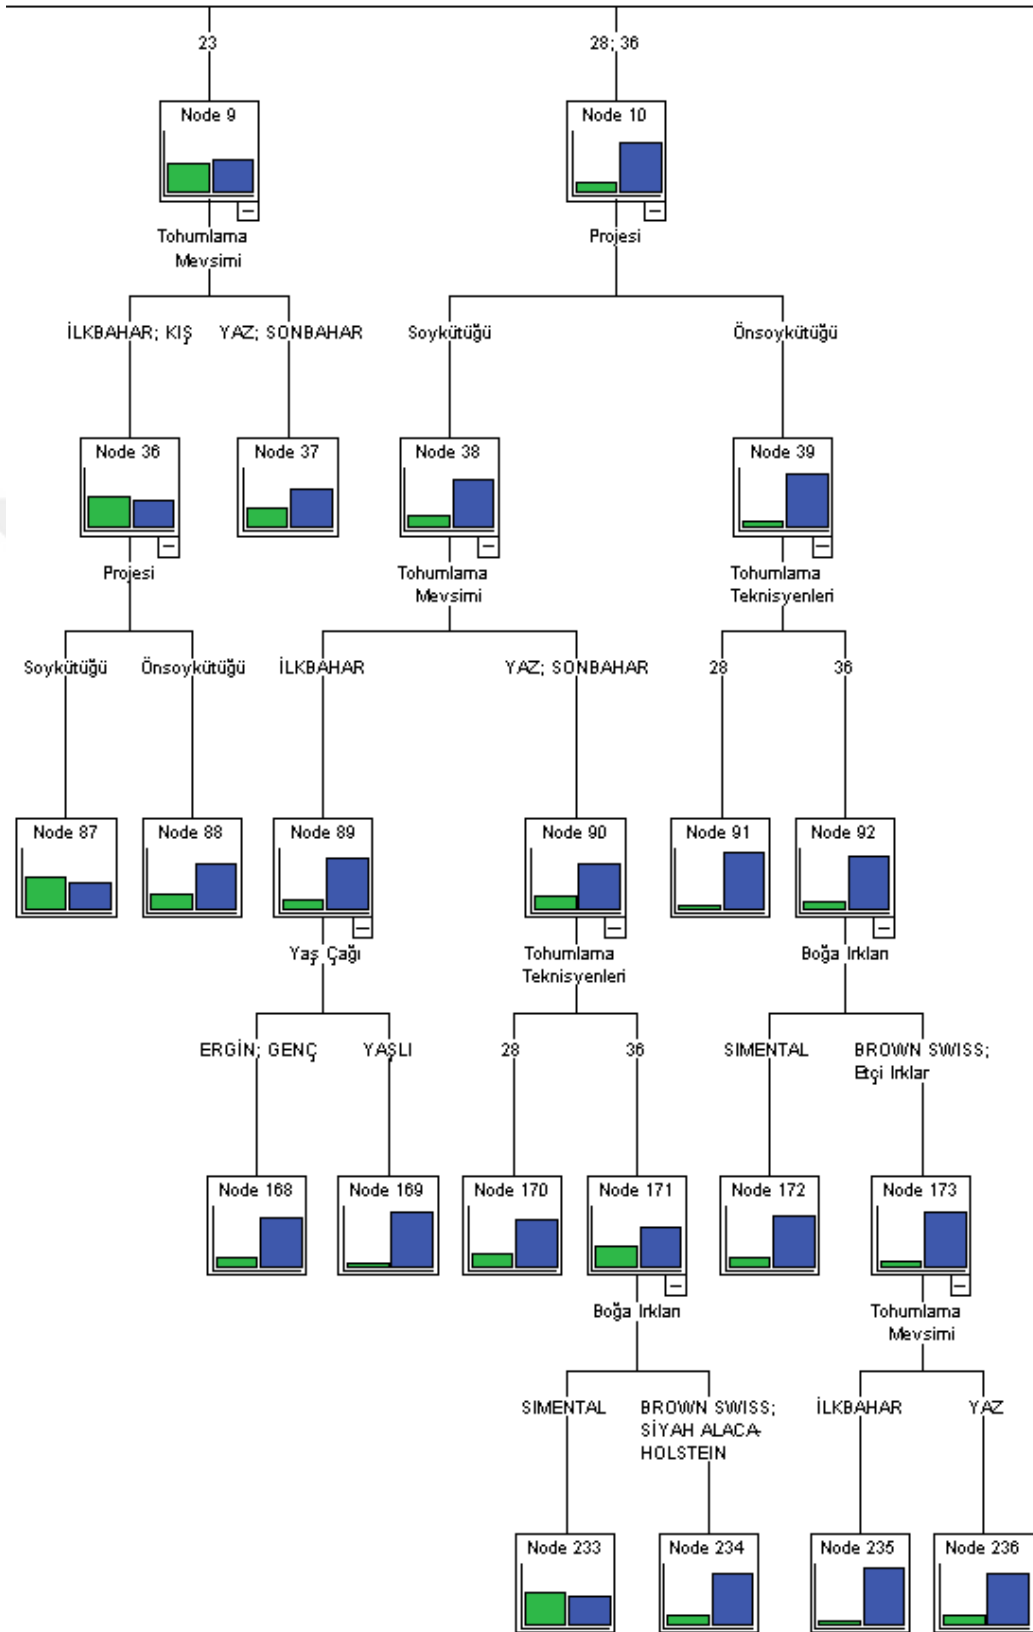 23
28; 36
Node 9
Node 10
Tohumlama
Mevsimi
Projesi
İLKBAHAR; KIŞ
YAZ; SONBAHAR
Soykütüğü
Önsoykütüğü
Node 36
Node 37
Node 38
Node 39
Projesi
Tohumlama
Mevsimi
Tohumlama
Teknisyenleri
Soykütüğü
Önsoykütüğü
İLKBAHAR
YAZ; SONBAHAR
28
36
Node 87
Node 88
Node 89
Node 90
Node 91
Node 92
Yaş Çağı
Tohumlama
Teknisyenleri
Boğa Irkları
ERGİN; GENÇ
YAŞLI
28
36
SIMENTAL
BROWN SWISS;
Etçi Irklar
Node 168
Node 169
Node 170
Node 171
Node 172
Node 173
Boğa Irkları
Tohumlama
Mevsimi
SIMENTAL
BROWN SWISS;
SİYAH ALACA-
HOLSTEIN
İLKBAHAR
YAZ
Node 233
Node 234
Node 235
Node 236